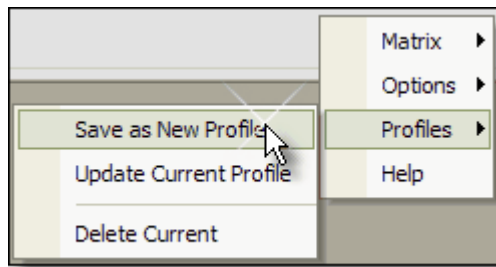 Matrix
Options
Profiles
Help
Save as New Profile
Update Current Profile
Delete Current